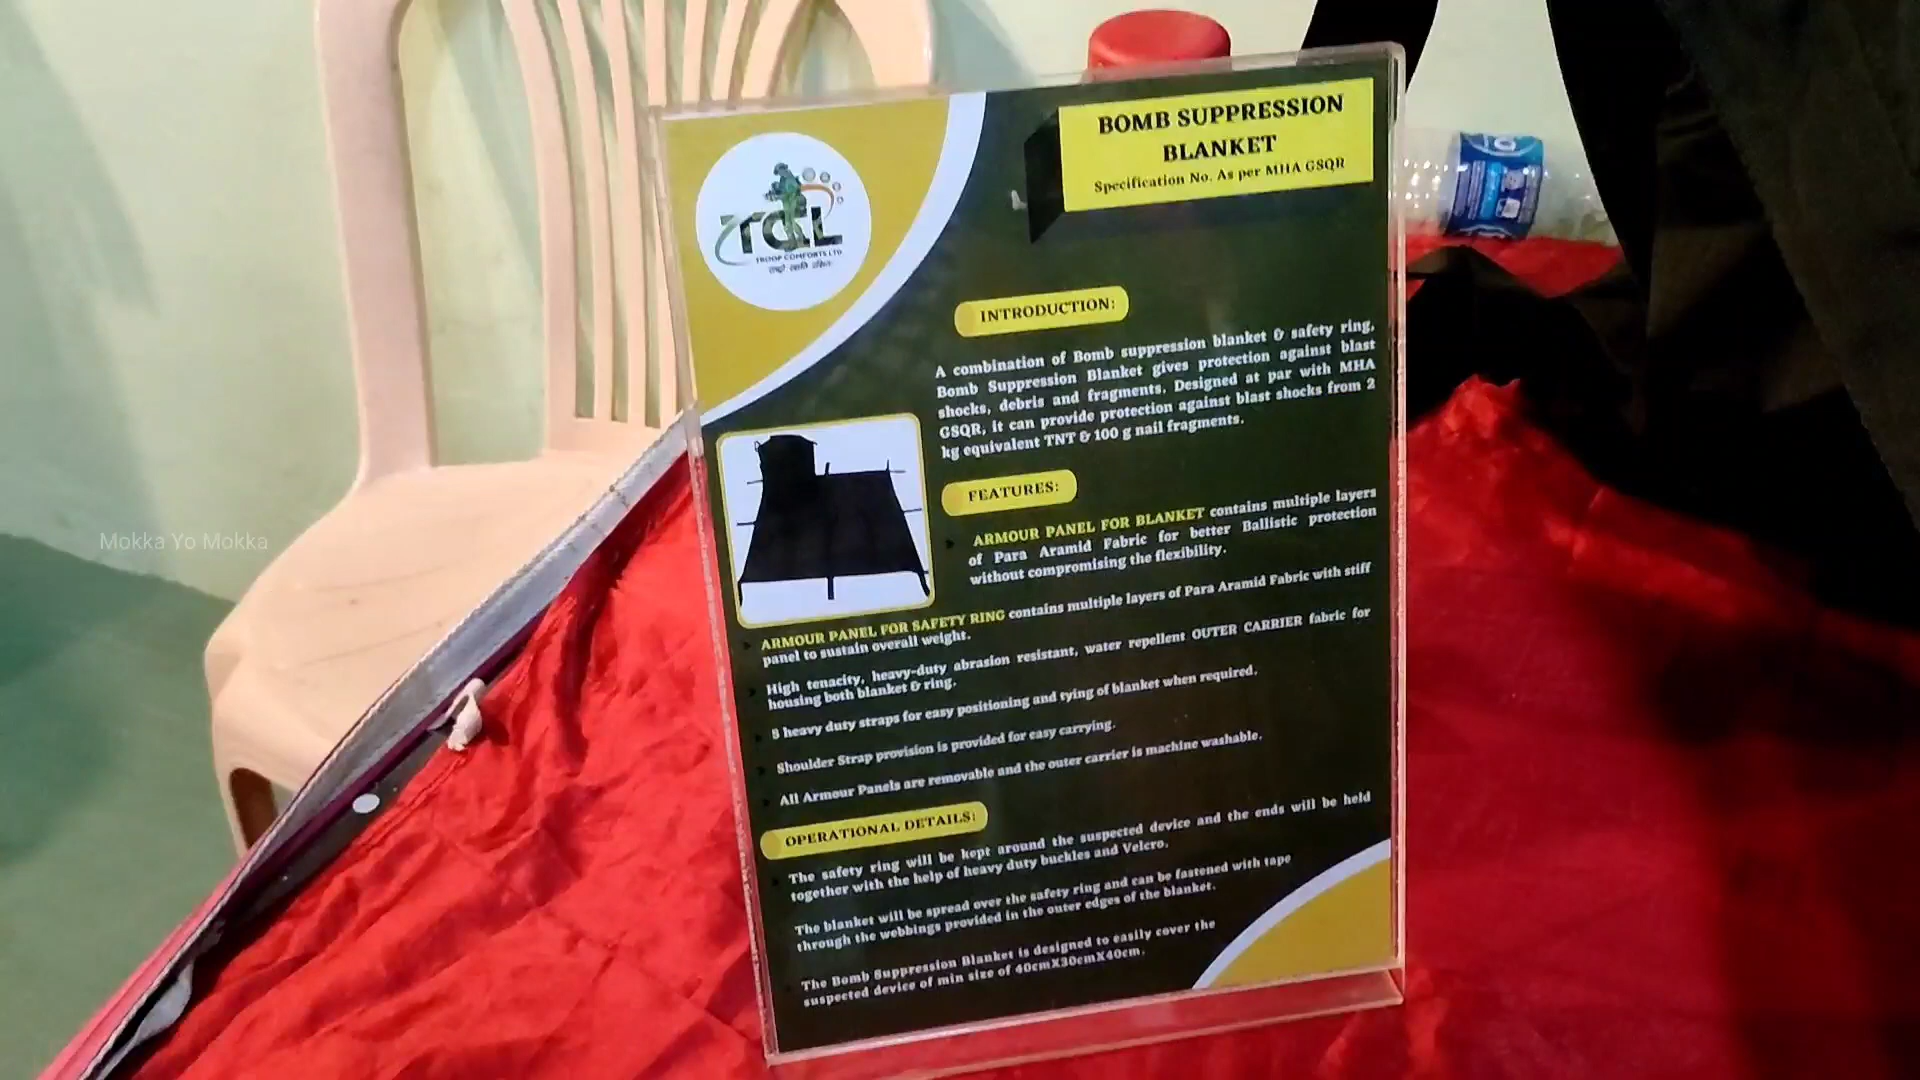 BOMB SUPPRESSION
BLANKET
Specification No. As per MHA GSQR
TCL
TROOP COMFORTS LTD
INTRODUCTION:
A combination of Bomb suppression blanket & safety ring,
Bomb Suppression Blanket gives protection against blast
shocks, debris and fragments. Designed at par with MHA
GSQR, it can provide protection against blast shocks from 2
kg equivalent TNT & 100 g nail fragments.
FEATURES:
ARMOUR PANEL FOR BLANKET contains multiple layers
of Para Aramid Fabric for better Ballistic protection
without compromising the flexibility.
ARMOUR PANEL FOR SAFETY RING contains multiple layers of Para Aramid Fabric with stiff
panel to sustain overall weight.
High tenacity, heavy-duty abrasion resistant, water repellent OUTER CARRIER fabric for
housing both blanket & ring.
8 heavy duty straps for easy positioning and tying of blanket when required.
Shoulder Strap provision is provided for easy carrying.
All Armour Panels are removable and the outer carrier is machine washable.
OPERATIONAL DETAILS:
The safety ring will be kept around the suspected device and the ends will be held
together with the help of heavy duty buckles and Velcro.
The blanket will be spread over the safety ring and can be fastened with tape
through the webbings provided in the outer edges of the blanket.
The Bomb Suppression Blanket is designed to easily cover the
suspected device of min size of 40cmX30cmX40cm.
Mokka Yo Mokka